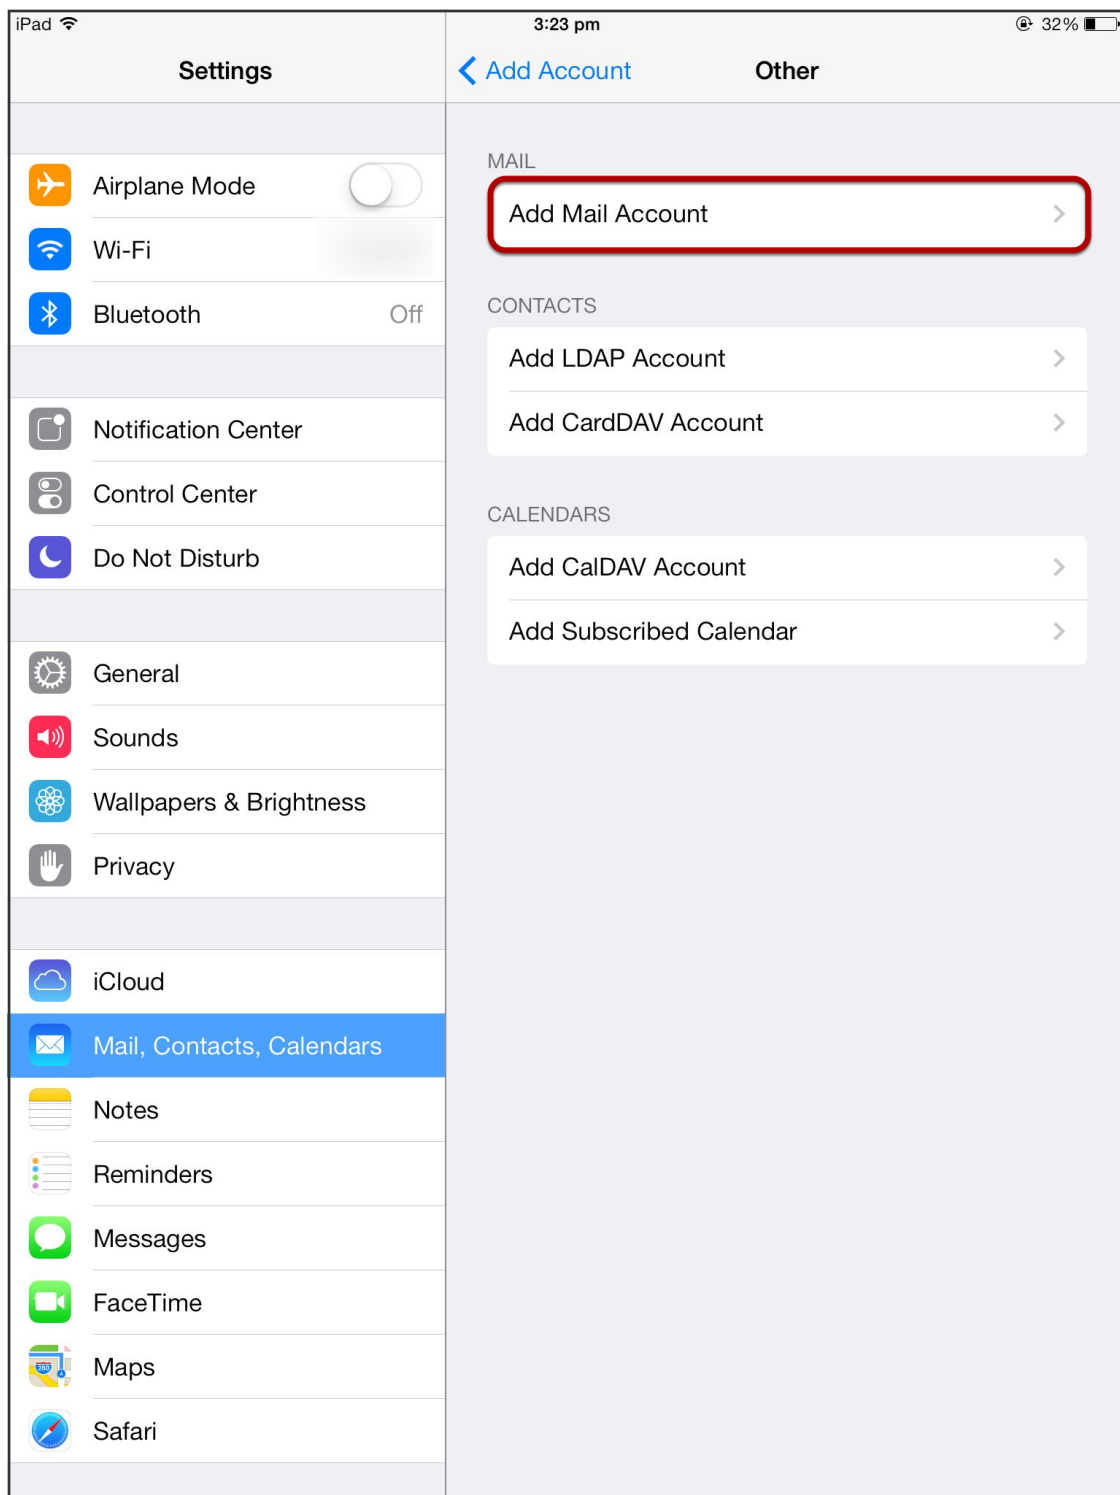 iPad 3:23 pm 32%
Settings
Add Account Other
Airplane Mode
Wi-Fi
Bluetooth Off
Notification Center
Control Center
Do Not Disturb
General
Sounds
Wallpapers & Brightness
Privacy
iCloud
Mail, Contacts, Calendars
Notes
Reminders
Messages
FaceTime
Maps
Safari
MAIL
Add Mail Account
CONTACTS
Add LDAP Account
Add CardDAV Account
CALENDARS
Add CalDAV Account
Add Subscribed Calendar
280